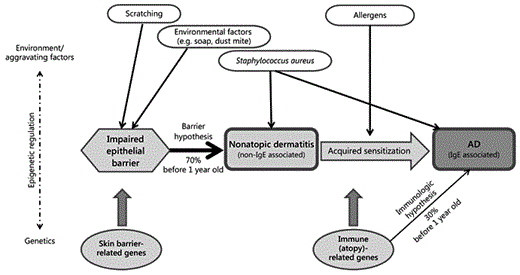 Scratching
Environmental factors
(e.g. soap, dust mite)
Allergens
Staphylococcus aureus
Environment/
aggravating factors
Epigenetic regulation
Genetics
Impaired
epithelial
barrier
Barrier
hypothesis
70%
before 1 year old
Nonatopic dermatitis
(non-IgE associated)
Acquired sensitization
AD
(IgE associated)
Immunologic
hypothesis
30%
before 1 year old
Skin barrier-
related genes
Immune
(atopy)-
related genes